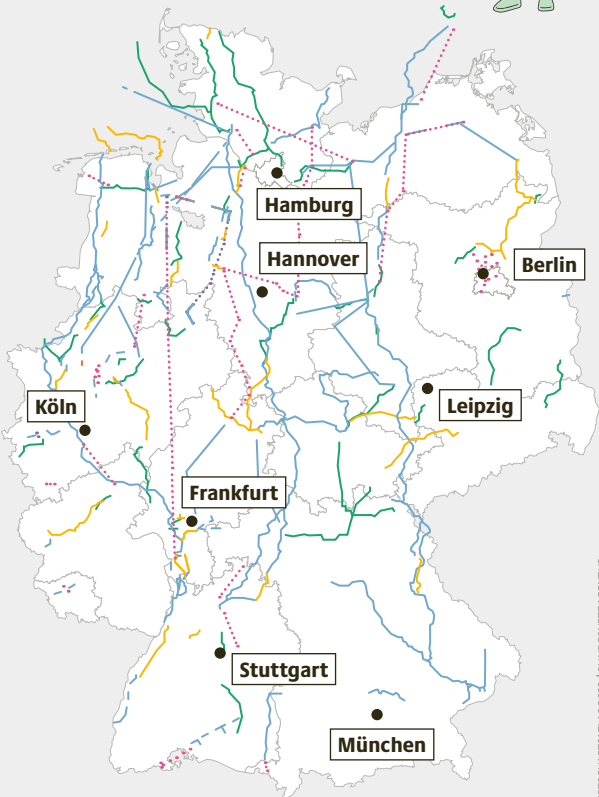 Hamburg
Hannover
Berlin
Köln
Leipzig
Frankfurt
Stuttgart
München